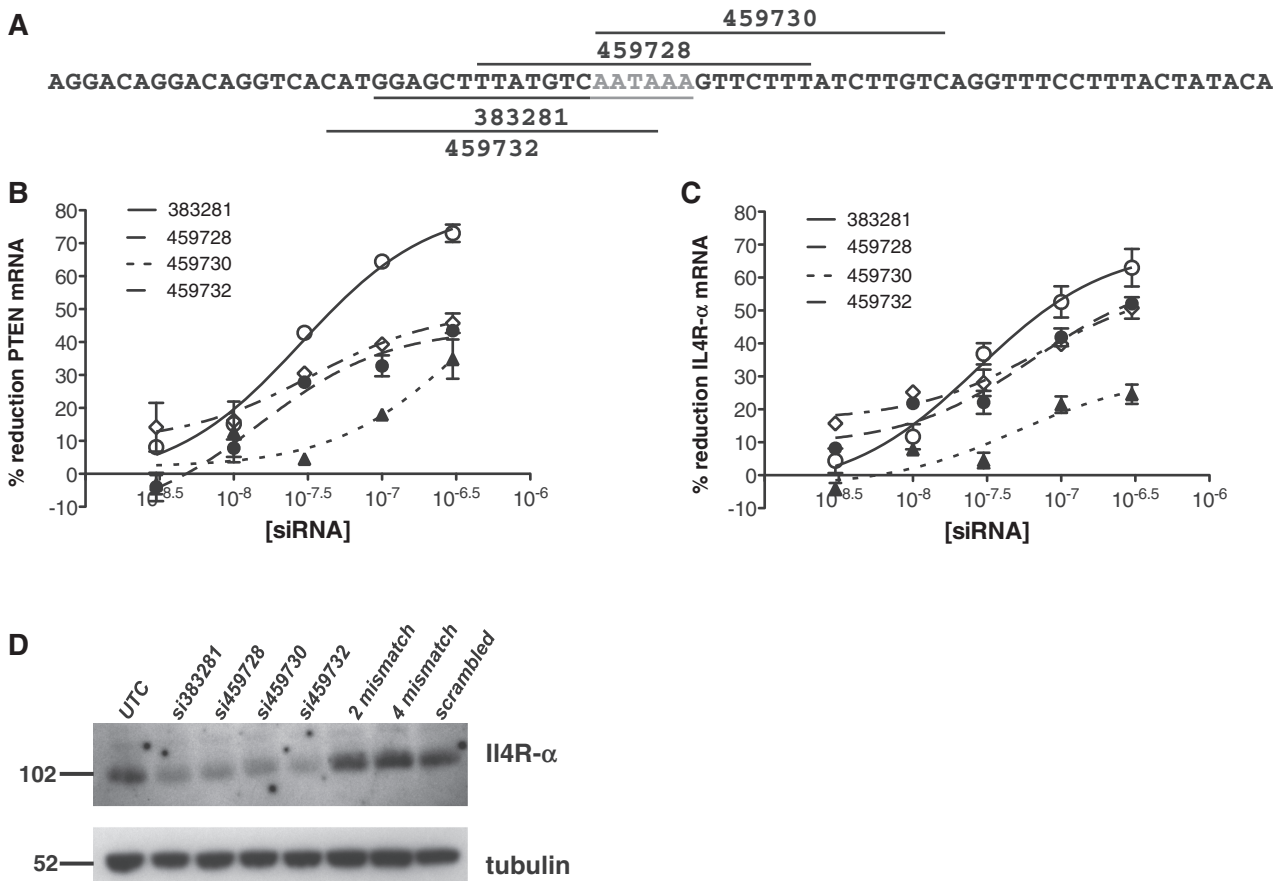 A
459730
459728
AGGACAGGACAGGTCACATGGAGCTTTATGTCAATAAAGTTCTTTATCTTGTCAGGTTTCCTTTACTATACA
383281
459732
B
% reduction PTEN mRNA
80
70
60
50
40
30
20
10
0
-10
383281
459728
459730
459732
10-8.5
10-8
10-7.5
10-7
10-6.5
10-6
[siRNA]
C
% reduction IL4R-α mRNA
80
70
60
50
40
30
20
10
0
-10
383281
459728
459730
459732
10-8.5
10-8
10-7.5
10-7
10-6.5
10-6
[siRNA]
D
UTC
si383281
si459728
si459730
si459732
2 mismatch
4 mismatch
scrambled
102
Il4R-α
52
tubulin